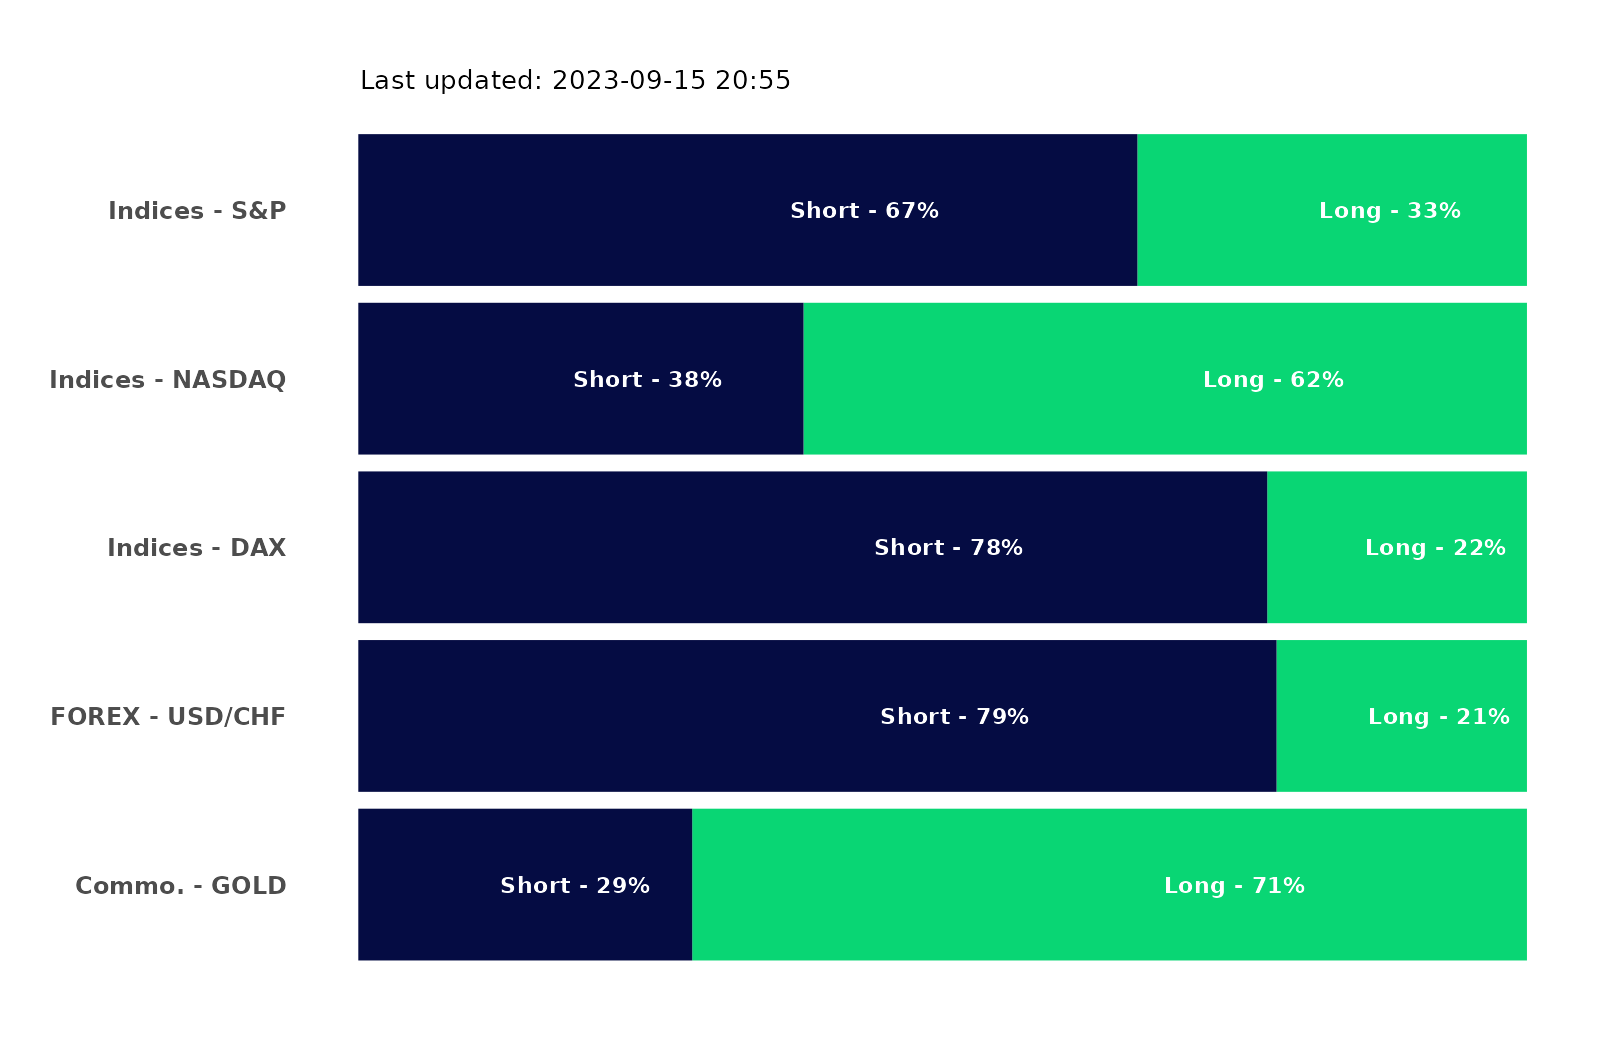 Last updated: 2023-09-15 20:55
Indices - S&P Short - 67% Long - 33%
Indices - NASDAQ Short - 38% Long - 62%
Indices - DAX Short - 78% Long - 22%
FOREX - USD/CHF Short - 79% Long - 21%
Commo. - GOLD Short - 29% Long - 71%